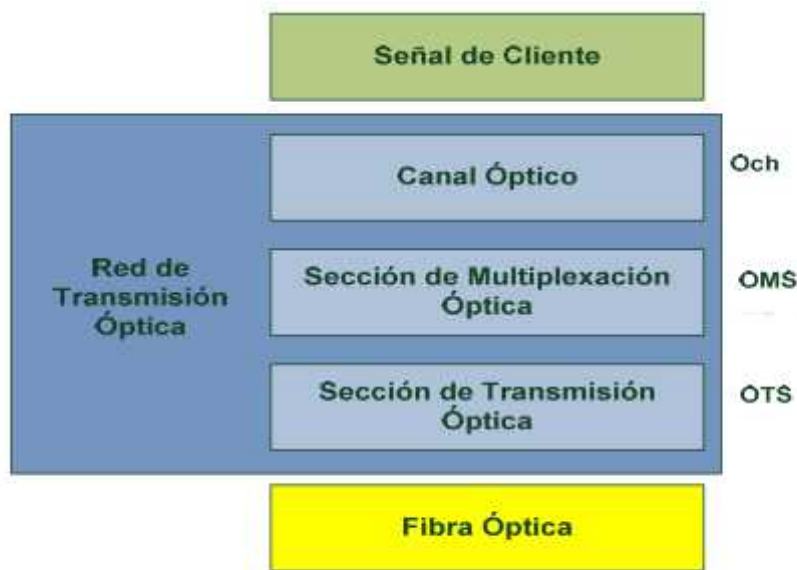 Señal de Cliente
Canal Óptico
Och
Red de
Transmisión
Óptica
Sección de Multiplexación
Óptica
OMS
Sección de Transmisión
Óptica
OTS
Fibra Óptica